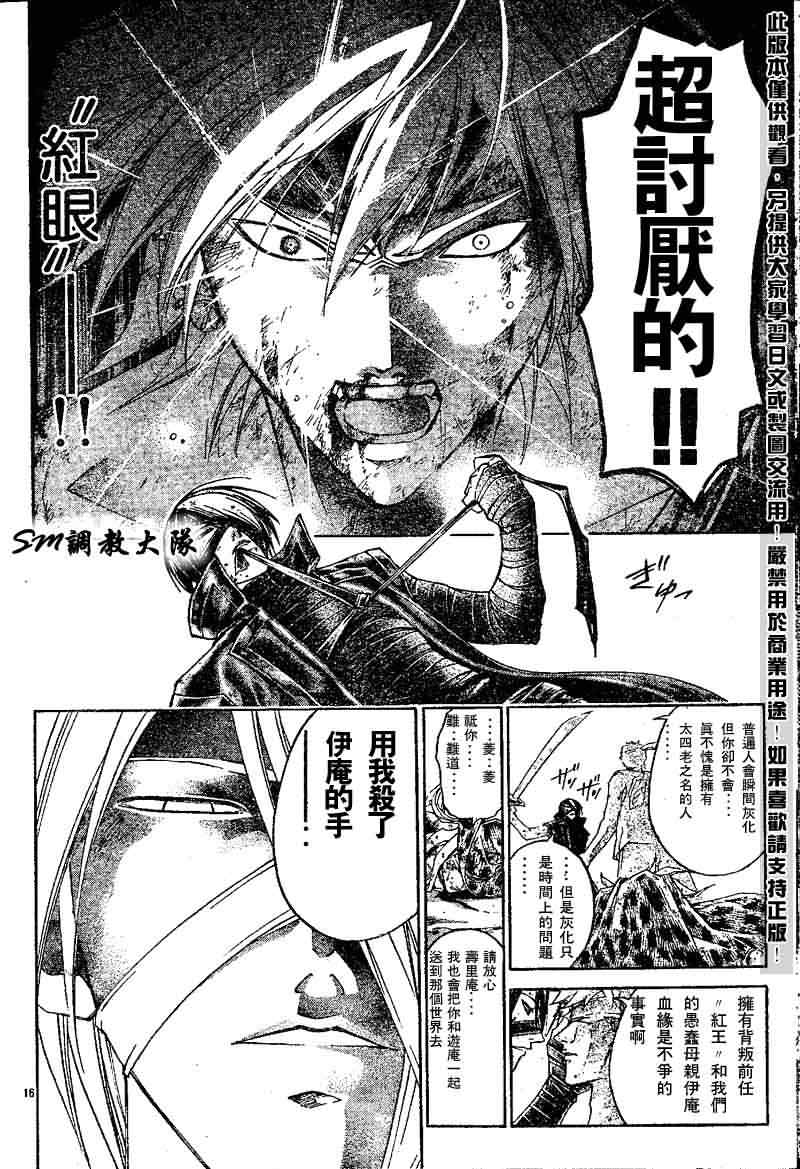 超討厭的!!
"紅眼"!!
SM調教大隊
ぎゅっ
普遍人會瞬間灰化
但你卻不會....
真不愧是擁有
太四老之名的人
ザッ
ザッ
......但是灰化只
是時間上的問題
......
....菱.菱
祗你....
難.難道...
...
擁有背叛前任
"紅王"和我們
的愚蠢母親伊庵
血緣是不爭的
事實啊
請放心
壽里庵....
我也會把你和遊庵一起
送到那個世界去
用我殺了
伊庵的手
————
16
此版本僅供觀看。另提供大家學習日文或製圖交流用！嚴禁用於商業用途！如果喜歡請支持正版！